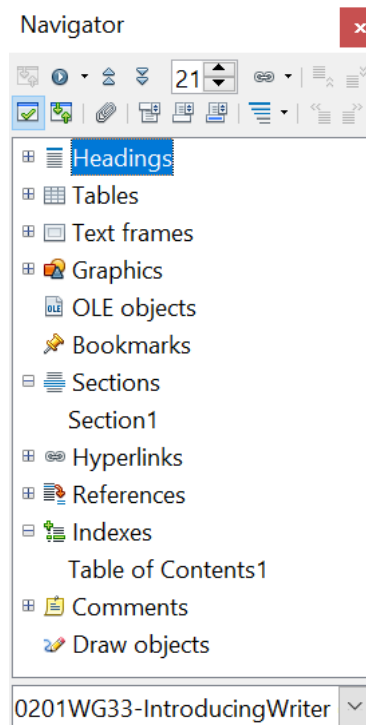 Navigator
x
21
Headings
Tables
Text frames
Graphics
OLE OLE objects
Bookmarks
Sections
Section1
Hyperlinks
References
Indexes
Table of Contents1
Comments
Draw objects
0201WG33-IntroducingWriter